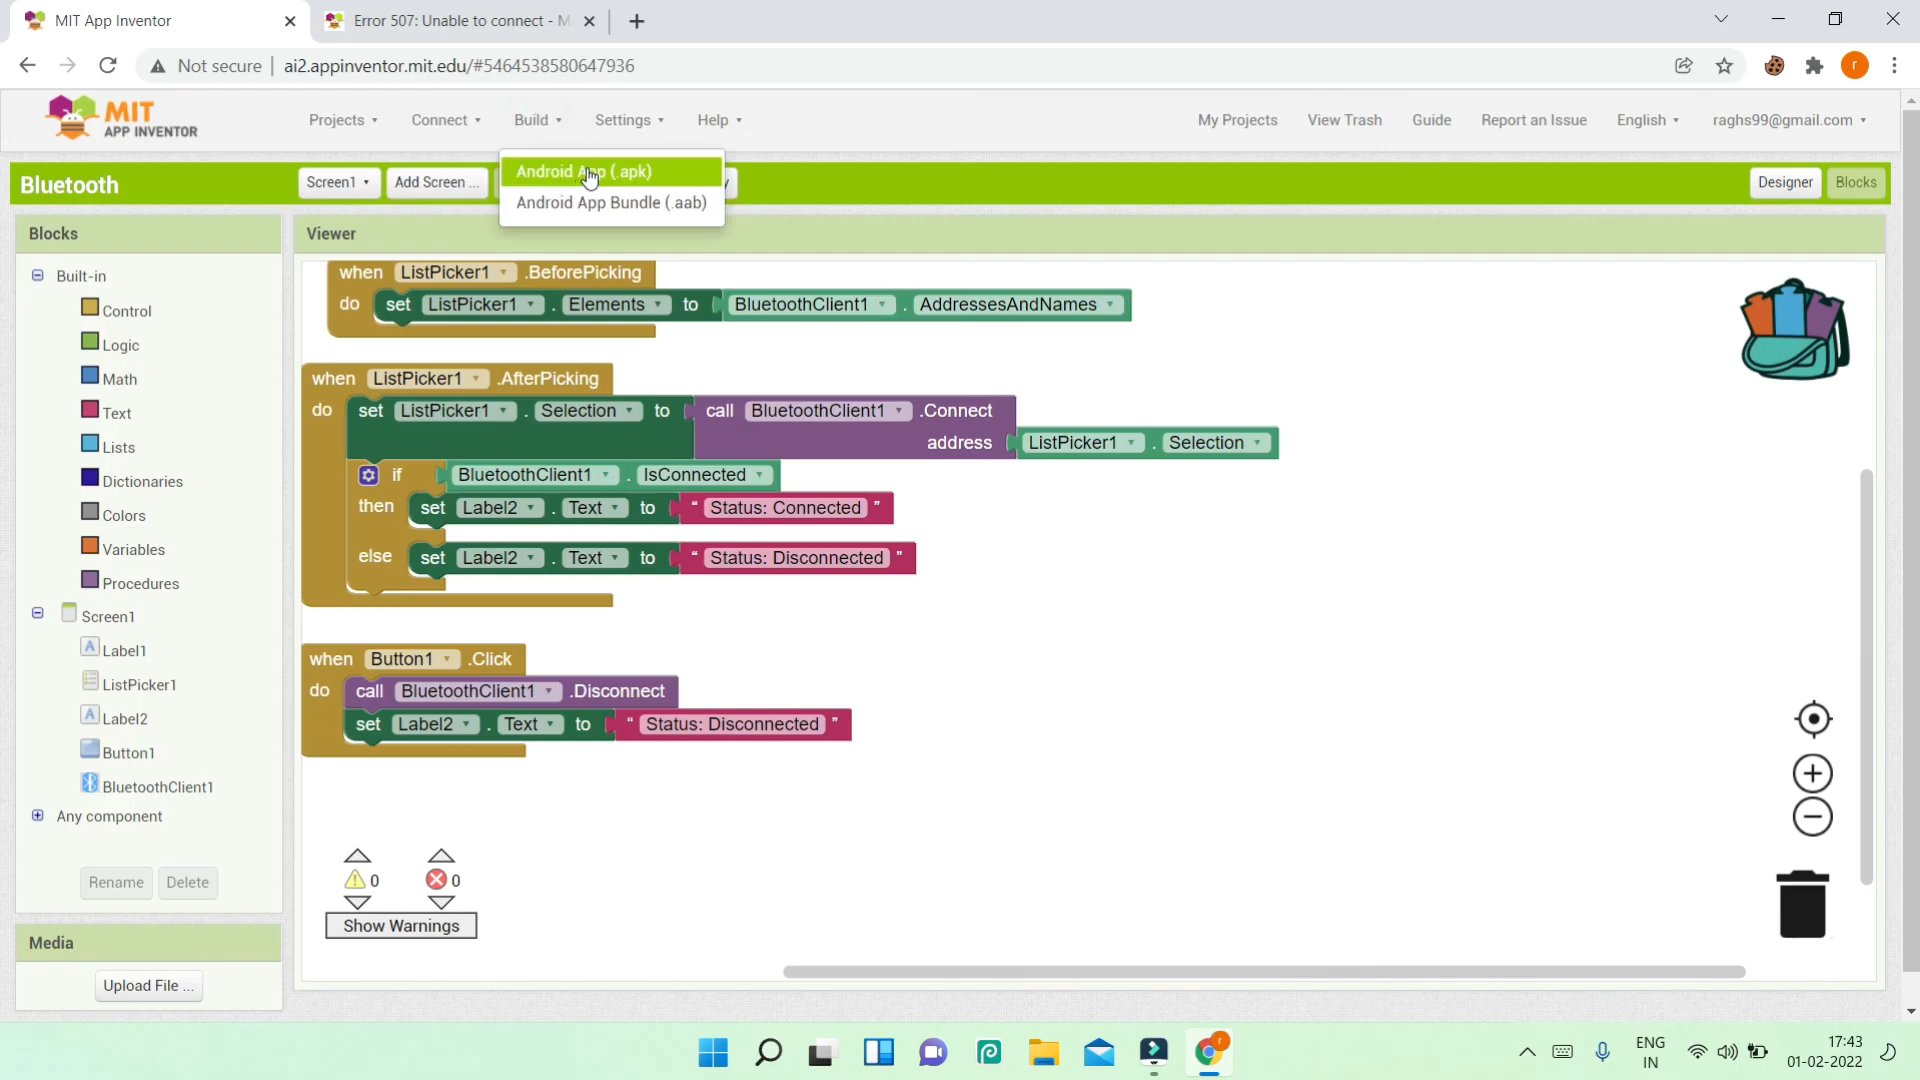 MIT App Inventor
Error 507: Unable to connect - M
Not secure
ai2.appinventor.mit.edu/#5464538580647936
r
MIT
APP INVENTOR
Projects
Connect
Build
Settings
Help
My Projects
View Trash
Guide
Report an Issue
English
raghs99@gmail.com
Bluetooth
Screen1
Add Screen ...
Android App (.apk)
Android App Bundle (.aab)
Designer
Blocks
Blocks
Built-in
Control
Logic
Math
Text
Lists
Dictionaries
Colors
Variables
Procedures
Screen1
Label1
ListPicker1
Label2
Button1
BluetoothClient1
Any component
Rename
Delete
Media
Upload File ...
Viewer
when ListPicker1 .BeforePicking
do set ListPicker1 . Elements to BluetoothClient1 . AddressesAndNames
when ListPicker1 .AfterPicking
do set ListPicker1 . Selection to call BluetoothClient1 .Connect
address ListPicker1 . Selection
if BluetoothClient1 . IsConnected
then set Label2 . Text to “ Status: Connected ”
else set Label2 . Text to “ Status: Disconnected ”
when Button1 .Click
do call BluetoothClient1 .Disconnect
set Label2 . Text to “ Status: Disconnected ”
0
0
Show Warnings
r
ENG
IN
17:43
01-02-2022